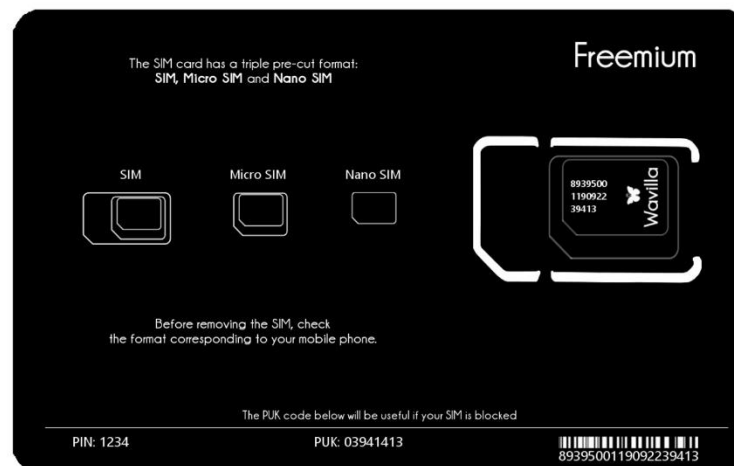 The SIM card has a triple pre-cut format:
SIM, Micro SIM and Nano SIM
Freemium
SIM
Micro SIM
Nano SIM
8939500
1190922
39413
Wavilla
Before removing the SIM, check
the format corresponding to your mobile phone.
The PUK code below will be useful if your SIM is blocked
PIN: 1234
PUK: 03941413
8939500119092239413